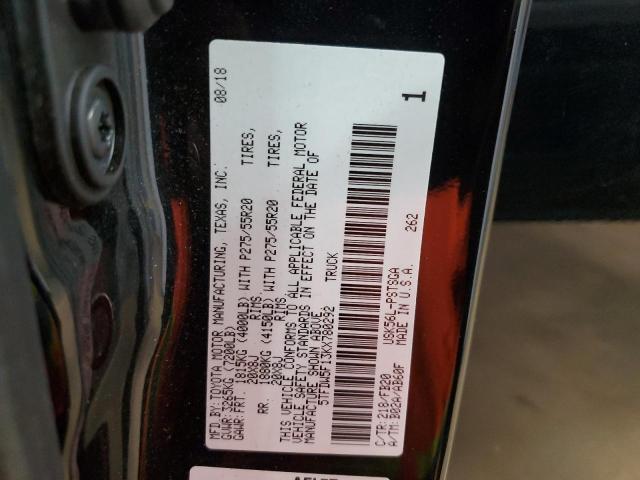 MFD.BY:TOYOTA MOTOR MANUFACTURING, TEXAS, INC. 08/18
GVWR:3265KG (7200LB)
GAWR:FRT. 1815KG (4000LB) WITH P275/55R20 TIRES,
20X8J RIMS
RR. 1880KG (4150LB) WITH P275/55R20 TIRES,
20X8J RIMS
THIS VEHICLE CONFORMS TO ALL APPLICABLE FEDERAL MOTOR
VEHICLE SAFETY STANDARDS IN EFFECT ON THE DATE OF
MANUFACTURE SHOWN ABOVE.
5TFDW5F13KX780292 TRUCK
C/TR: 218/FB20 USK56L-PSTSGA 262
A/TM: B02A/AB60F MADE IN U.S.A.
1